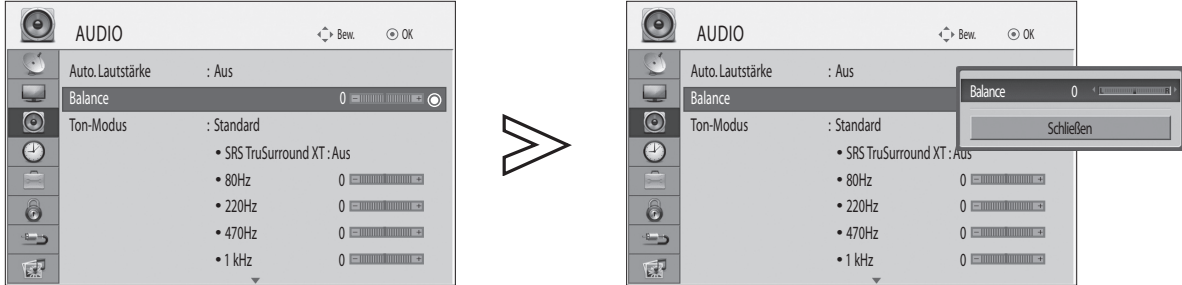 AUDIO
Bew.
OK
Auto. Lautstärke : Aus
Balance 0 - +
Ton-Modus : Standard
• SRS TruSurround XT : Aus
• 80Hz 0 - +
• 220Hz 0 - +
• 470Hz 0 - +
• 1 kHz 0 - +
AUDIO
Bew.
OK
Auto. Lautstärke : Aus
Balance
Ton-Modus : Standard
• SRS TruSurround XT : Aus
• 80Hz 0 - +
• 220Hz 0 - +
• 470Hz 0 - +
• 1 kHz 0 - +
Balance 0 L R
Schließen